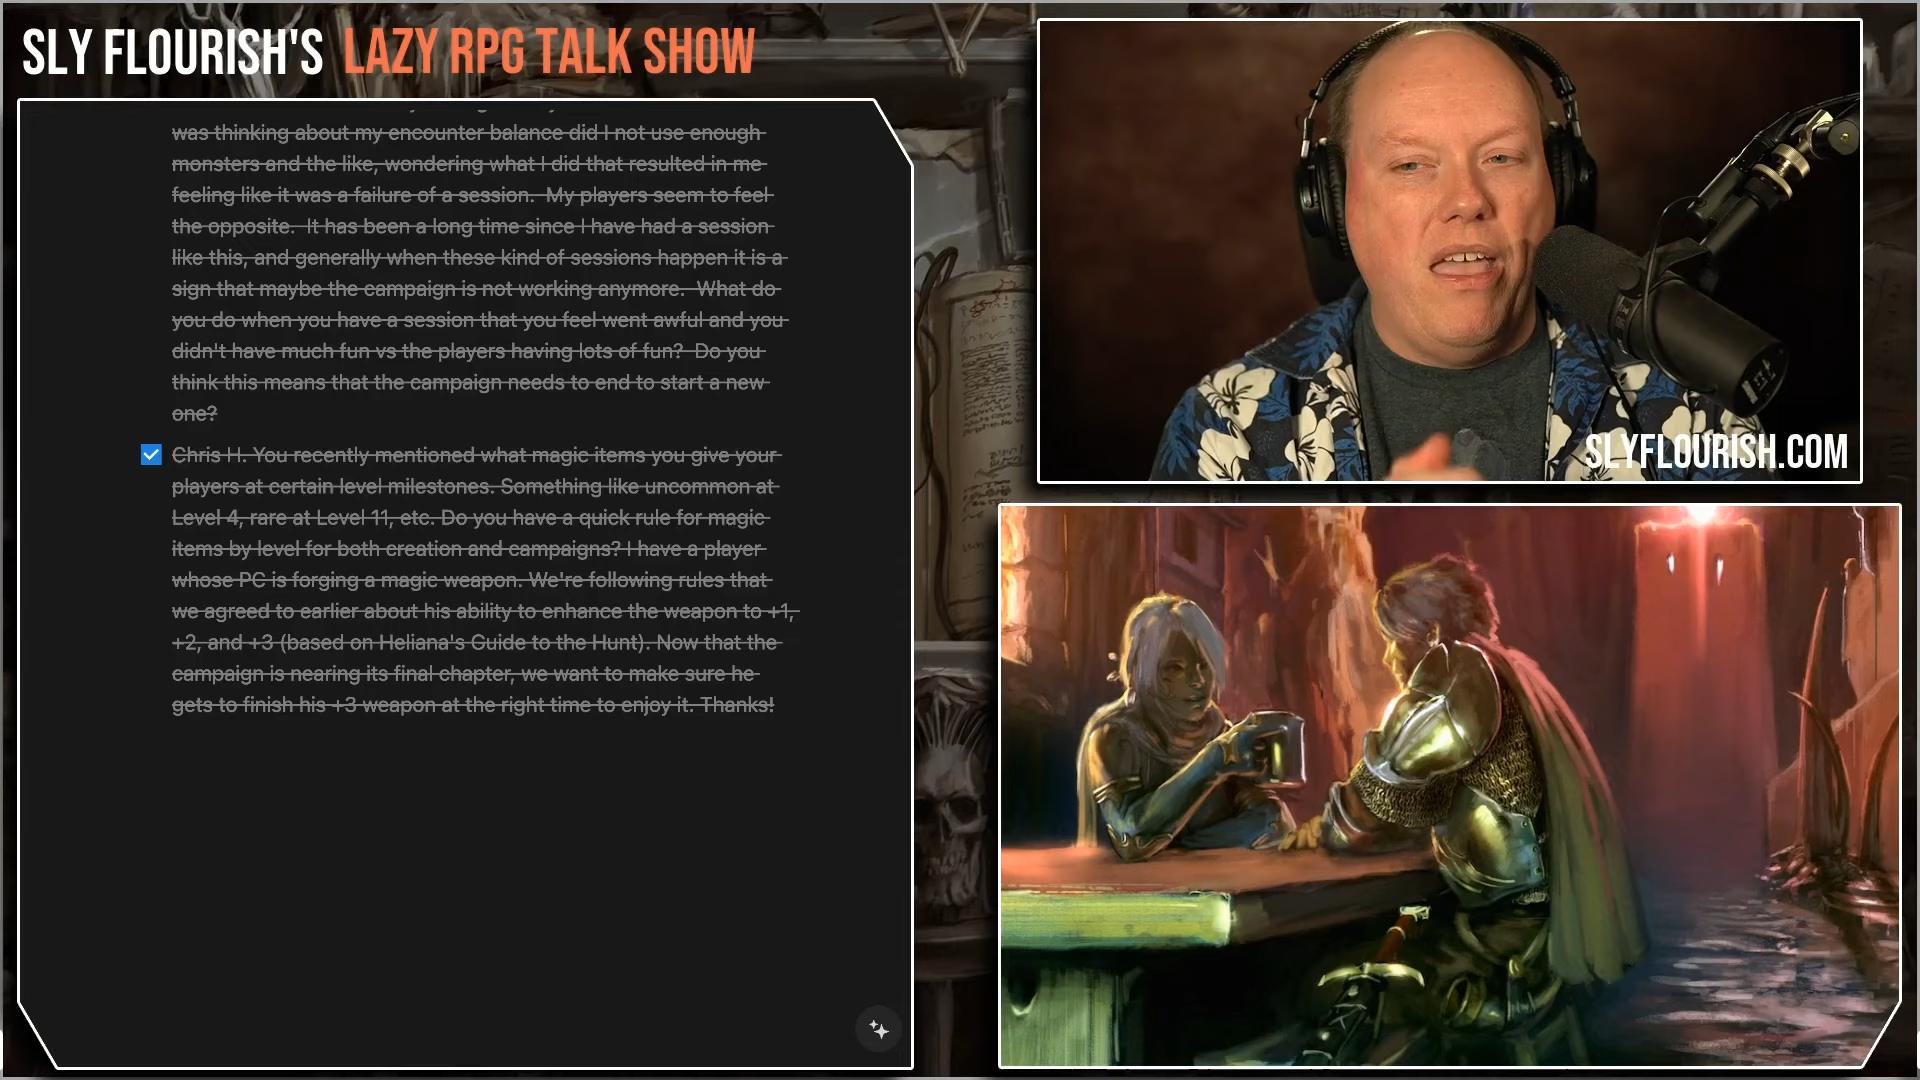 SLY FLOURISH'S LAZY RPG TALK SHOW
was thinking about my encounter balance did I not use enough
monsters and the like, wondering what I did that resulted in me
feeling like it was a failure of a session.  My players seem to feel
the opposite.  It has been a long time since I have had a session
like this, and generally when these kind of sessions happen it is a
sign that maybe the campaign is not working anymore.  What do
you do when you have a session that you feel went awful and you
didn't have much fun vs the players having lots of fun?  Do you
think this means that the campaign needs to end to start a new
one?
Chris H. You recently mentioned what magic items you give your
players at certain level milestones. Something like uncommon at
Level 4, rare at Level 11, etc. Do you have a quick rule for magic
items by level for both creation and campaigns? I have a player
whose PC is forging a magic weapon. We're following rules that
we agreed to earlier about his ability to enhance the weapon to +1,
+2, and +3 (based on Heliana's Guide to the Hunt). Now that the
campaign is nearing its final chapter, we want to make sure he
gets to finish his +3 weapon at the right time to enjoy it. Thanks!
SLYFLOURISH.COM